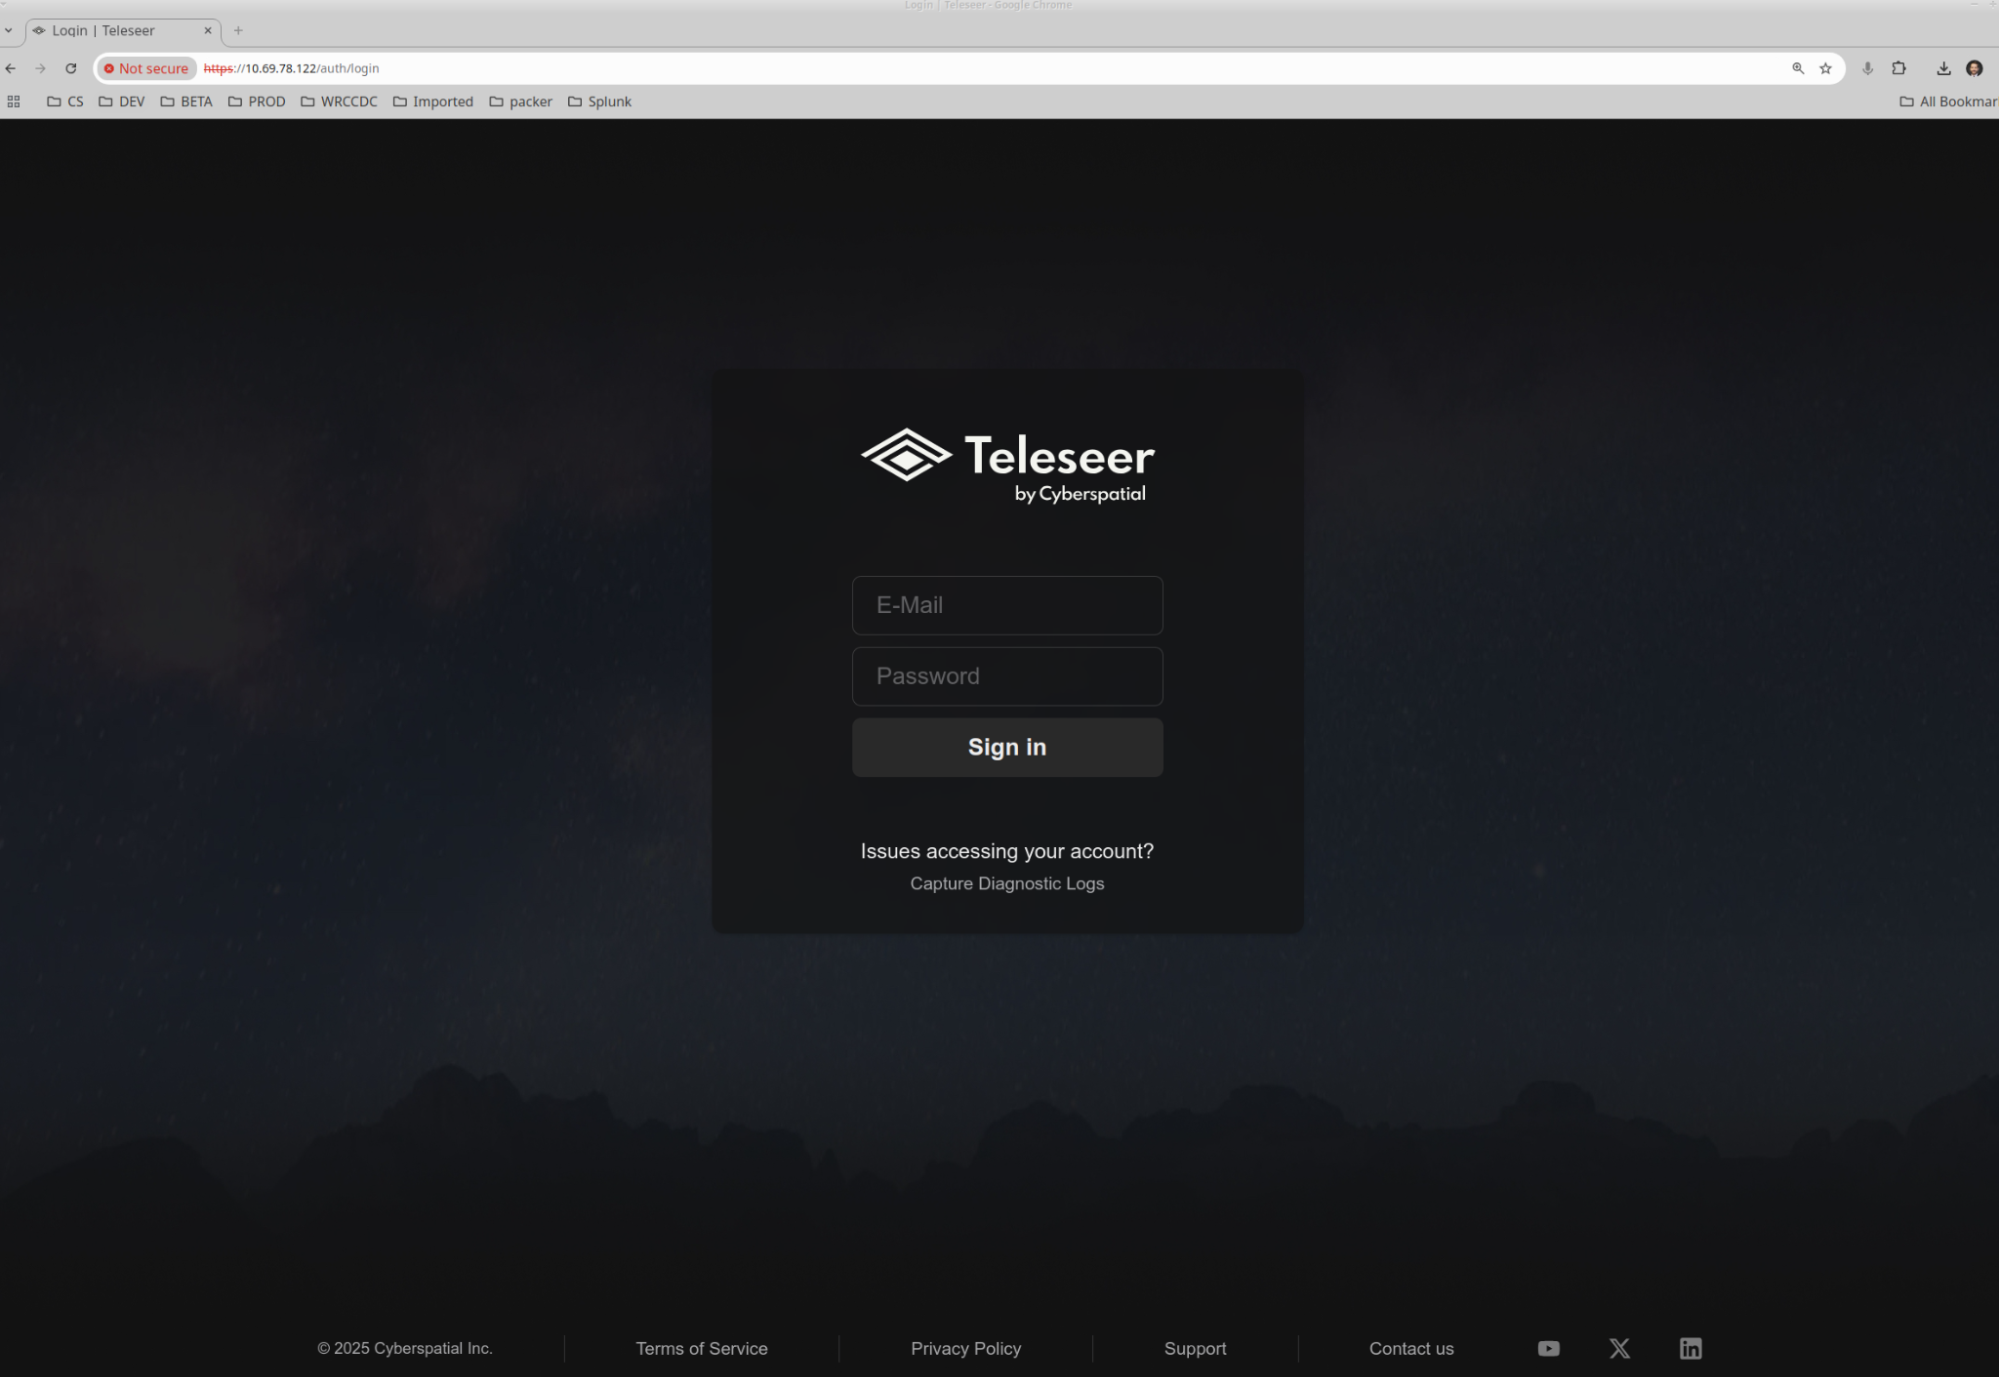 Login | Teleseer - Google Chrome
Login | Teleseer
Not secure https://10.69.78.122/auth/login
CS DEV BETA PROD WRCCDC Imported packer Splunk All Bookmar
Teleseer
by Cyberspatial
E-Mail
Password
Sign in
Issues accessing your account?
Capture Diagnostic Logs
© 2025 Cyberspatial Inc. Terms of Service Privacy Policy Support Contact us